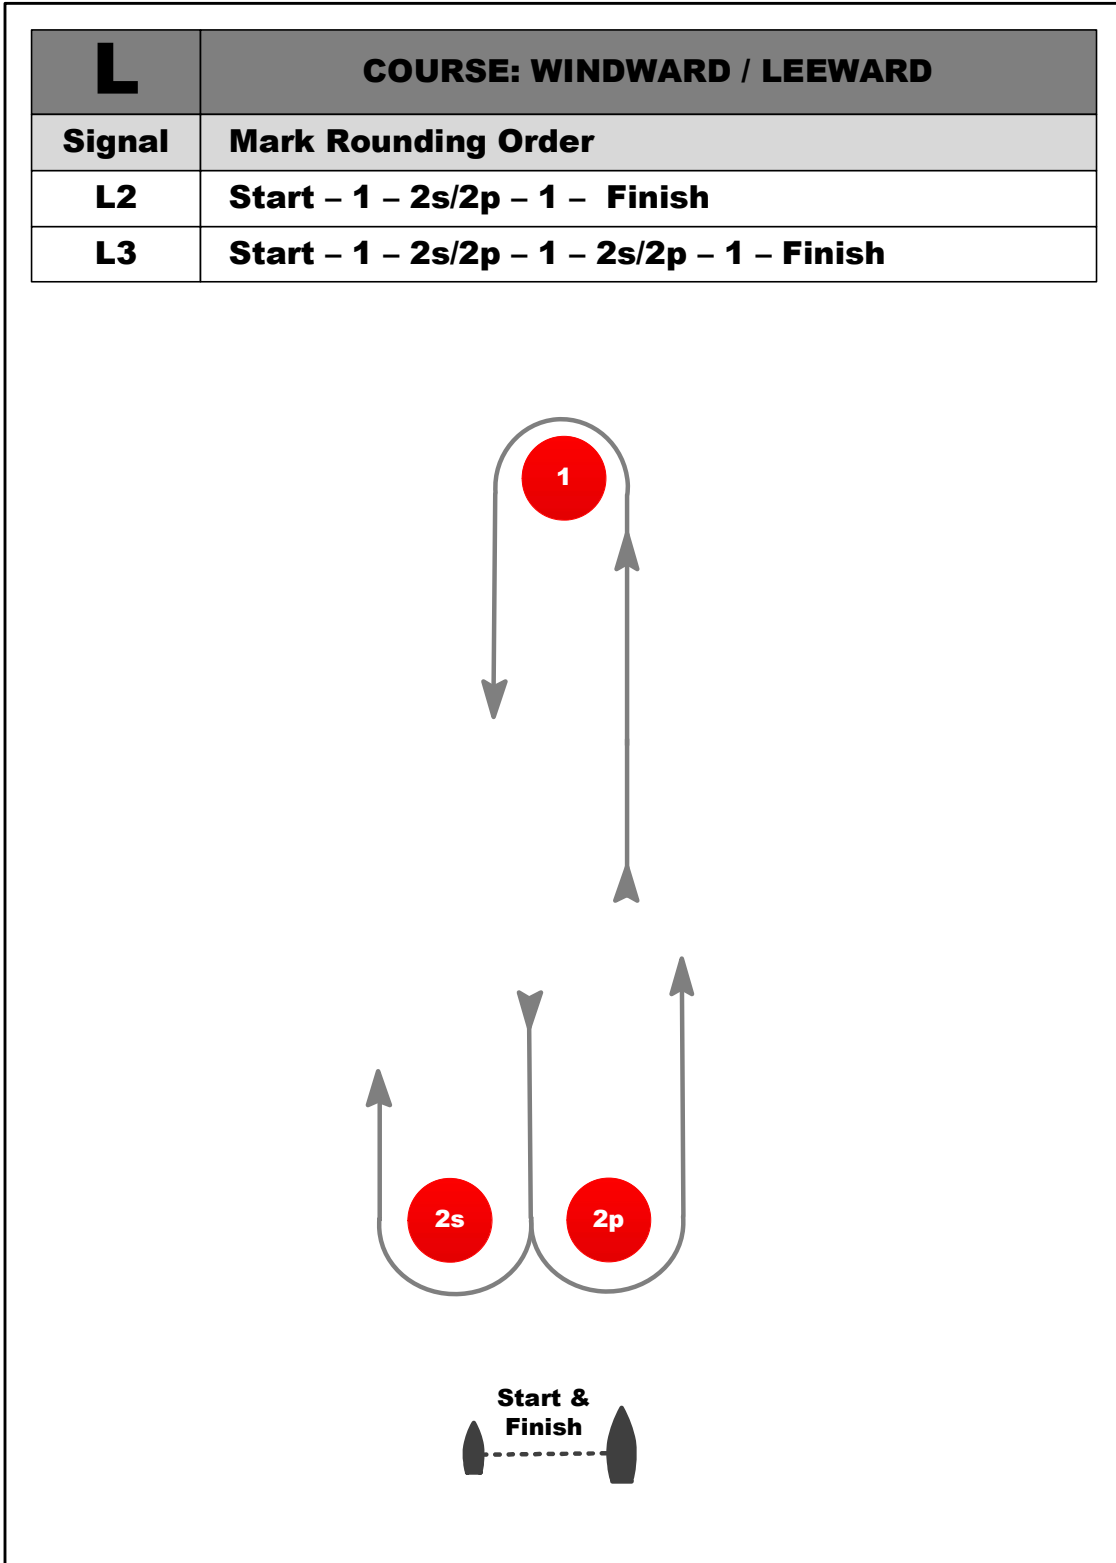 L
COURSE: WINDWARD / LEEWARD
Signal
Mark Rounding Order
L2
Start – 1 – 2s/2p – 1 –  Finish
L3
Start – 1 – 2s/2p – 1 – 2s/2p – 1 – Finish
1
2s
2p
Start &
Finish